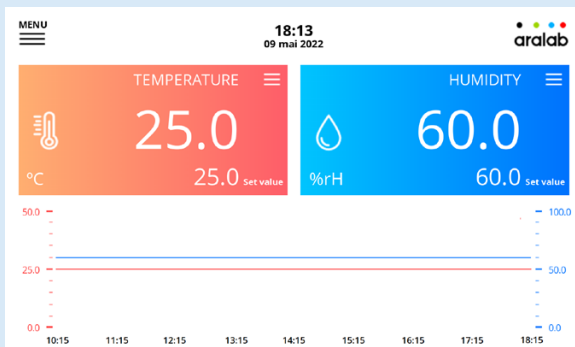 MENU
18:13
09 mai 2022
aralab
TEMPERATURE
25.0
°C
25.0 Set value
HUMIDITY
60.0
%rH
60.0 Set value
50.0
25.0
0.0
100.0
50.0
0.0
10:15 11:15 12:15 13:15 14:15 15:15 16:15 17:15 18:15